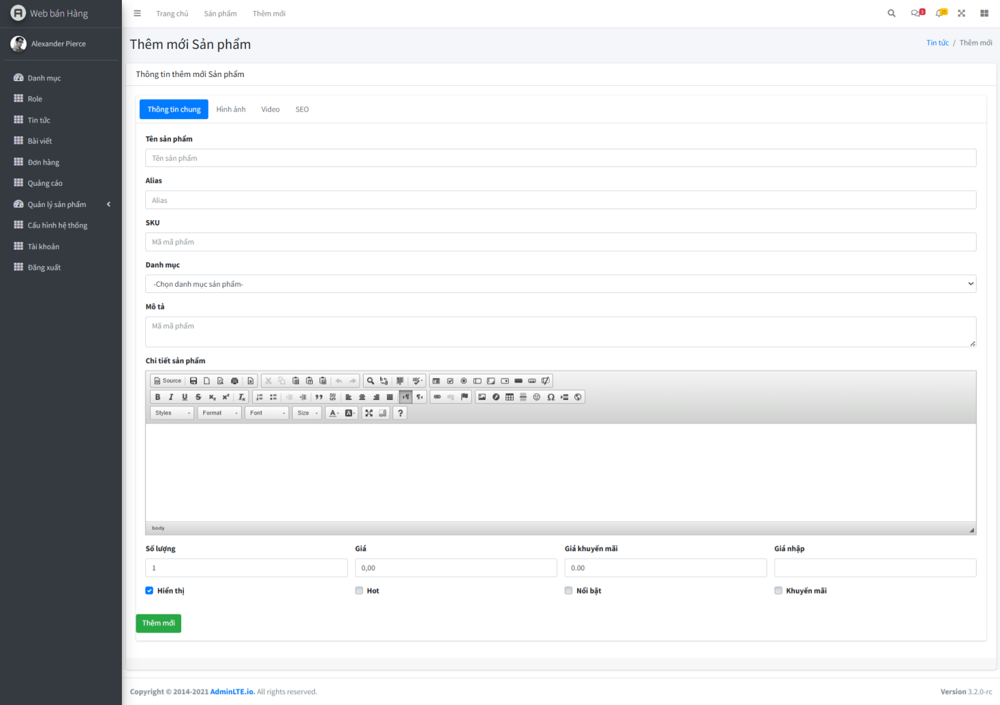 Web bán Hàng
Trang chủ Sản phẩm Thêm mới
3 15
Alexander Pierce
Thêm mới Sản phẩm
Tin tức / Thêm mới
Danh mục
Role
Tin tức
Bài viết
Đơn hàng
Quảng cáo
Quản lý sản phẩm
Cấu hình hệ thống
Tài khoản
Đăng xuất
Thông tin thêm mới Sản phẩm
Thông tin chung Hình ảnh Video SEO
Tên sản phẩm
Tên sản phẩm
Alias
Alias
SKU
Mã mã phẩm
Danh mục
-Chọn danh mục sản phẩm-
Mô tả
Mã mã phẩm
Chi tiết sản phẩm
Source
Styles Format Font Size
body
Số lượng Giá Giá khuyến mãi Giá nhập
1 0,00 0.00
Hiển thị Hot Nổi bật Khuyến mãi
Thêm mới
Copyright © 2014-2021 AdminLTE.io. All rights reserved.
Version 3.2.0-rc